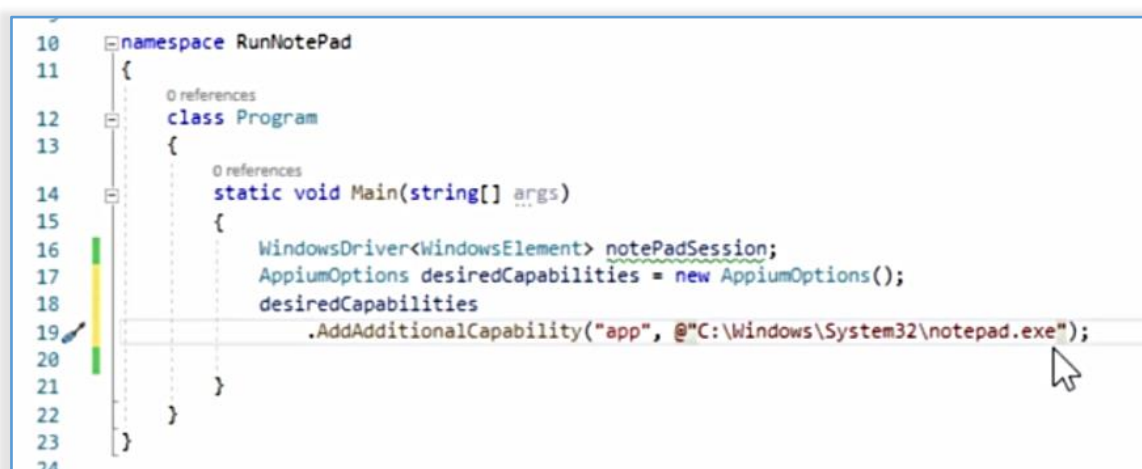 10 namespace RunNotePad
11 {
0 references
12 class Program
13 {
0 references
14 static void Main(string[] args)
15 {
16 WindowsDriver<WindowsElement> notePadSession;
17 AppiumOptions desiredCapabilities = new AppiumOptions();
18 desiredCapabilities
19 .AddAdditionalCapability("app", @"C:\Windows\System32\notepad.exe");
20
21 }
22 }
23 }